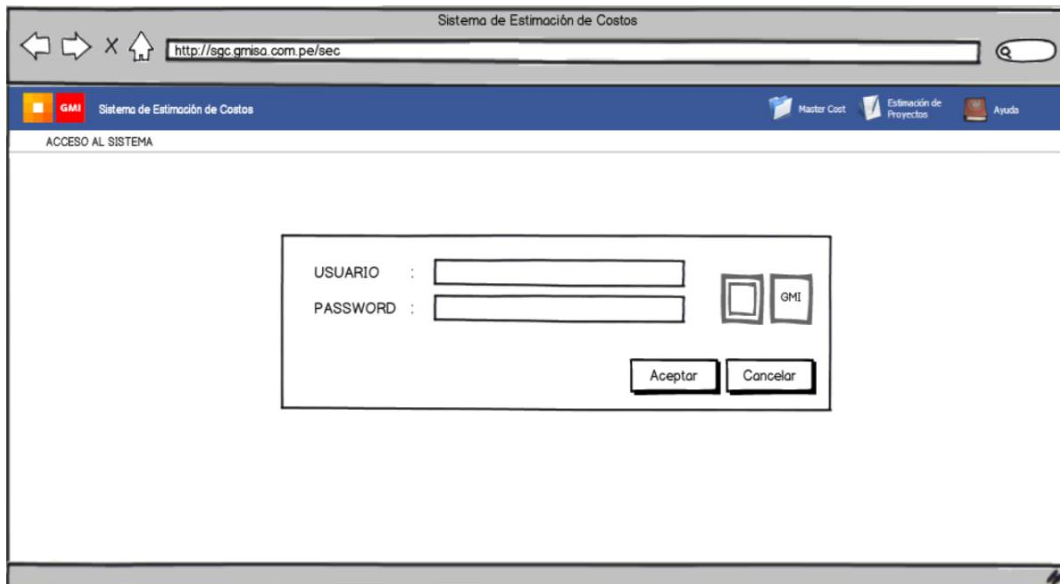 Sistema de Estimación de Costos
http://sgc.gmisa.com.pe/sec
GMI Sistema de Estimación de Costos
Master Cost
Estimación de
Proyectos
Ayuda
ACCESO AL SISTEMA
USUARIO :
PASSWORD :
GMI
Aceptar Cancelar